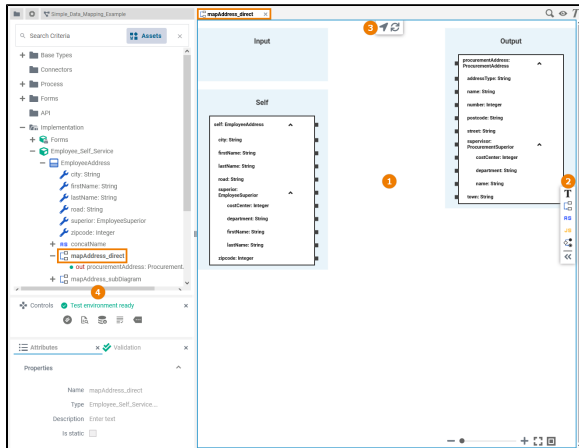 Simple_Data_Mapping_Example
Search Criteria
Assets
Base Types
Connectors
Process
Forms
API
Implementation
Forms
Employee_Self_Service
EmployeeAddress
city: String
firstName: String
lastName: String
road: String
superior: EmployeeSuperior
zipcode: Integer
RS concatName
mapAddress_direct
out procurementAddress: Procurement.
mapAddress_subDiagram
4
Controls
Test environment ready
Attributes
Validation
Properties
Name mapAddress_direct
Type Employee_Self_Service...
Description Enter text
Is static
mapAddress_direct
3
Input
Self
self: EmployeeAddress
city: String
firstName: String
lastName: String
road: String
superior:
EmployeeSuperior
costCenter: Integer
department: String
firstName: String
lastName: String
zipcode: Integer
1
Output
procurementAddress:
ProcurementAddress
addressType: String
name: String
number: Integer
postcode: String
street: String
supervisor:
ProcurementSuperior
costCenter: Integer
department: String
name: String
town: String
2
T